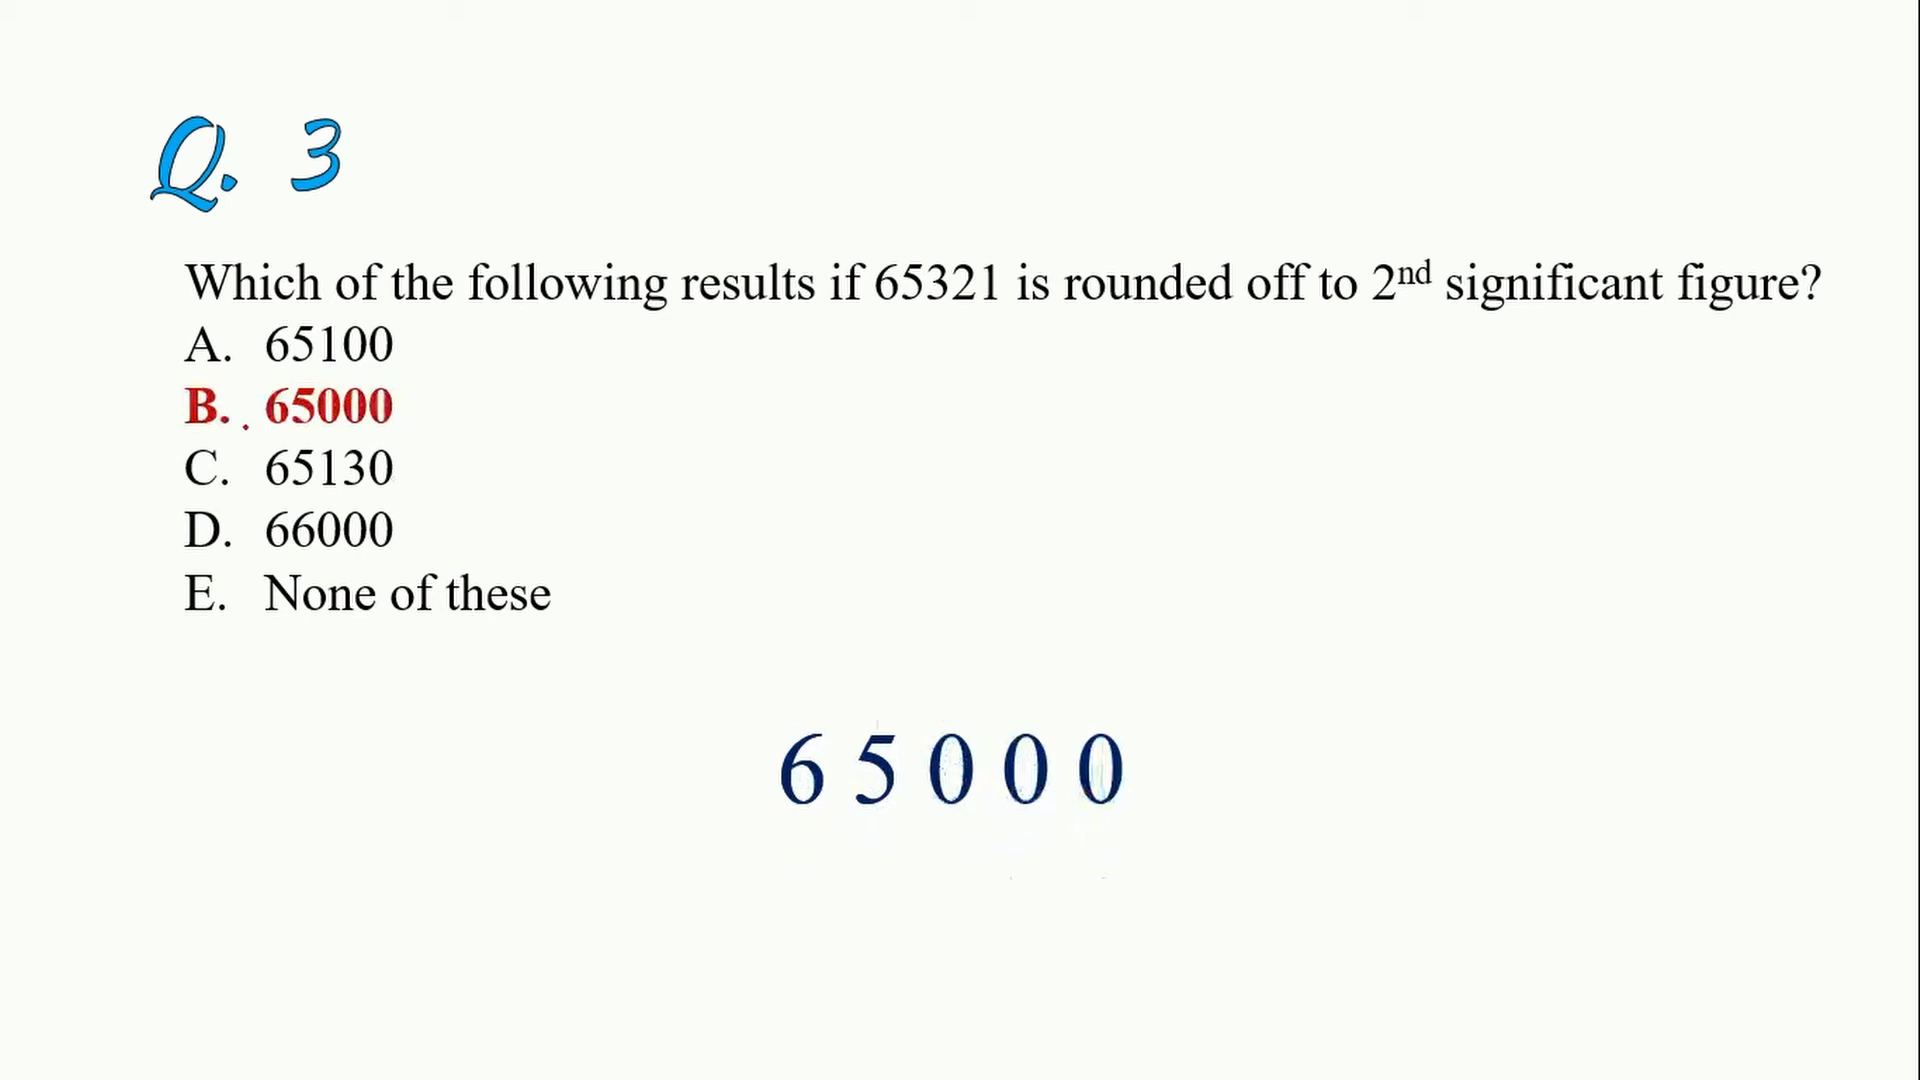 Q. 3
Which of the following results if 65321 is rounded off to 2nd significant figure?
A. 65100
B. 65000
C. 65130
D. 66000
E. None of these
6 5 0 0 0